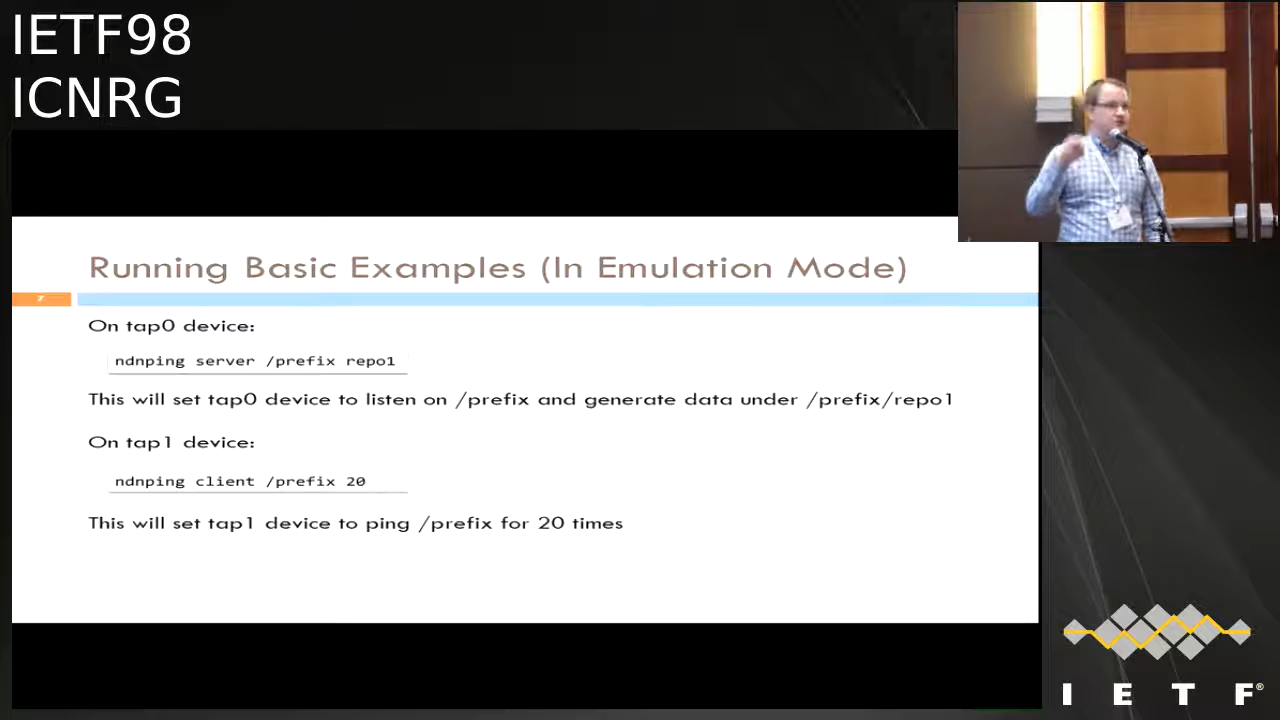 IETF98
ICNRG
Running Basic Examples (In Emulation Mode)
7
On tap0 device:
ndnping server /prefix repo1
This will set tap0 device to listen on /prefix and generate data under /prefix/repo1
On tap1 device:
ndnping client /prefix 20
This will set tap1 device to ping /prefix for 20 times
I E T F®